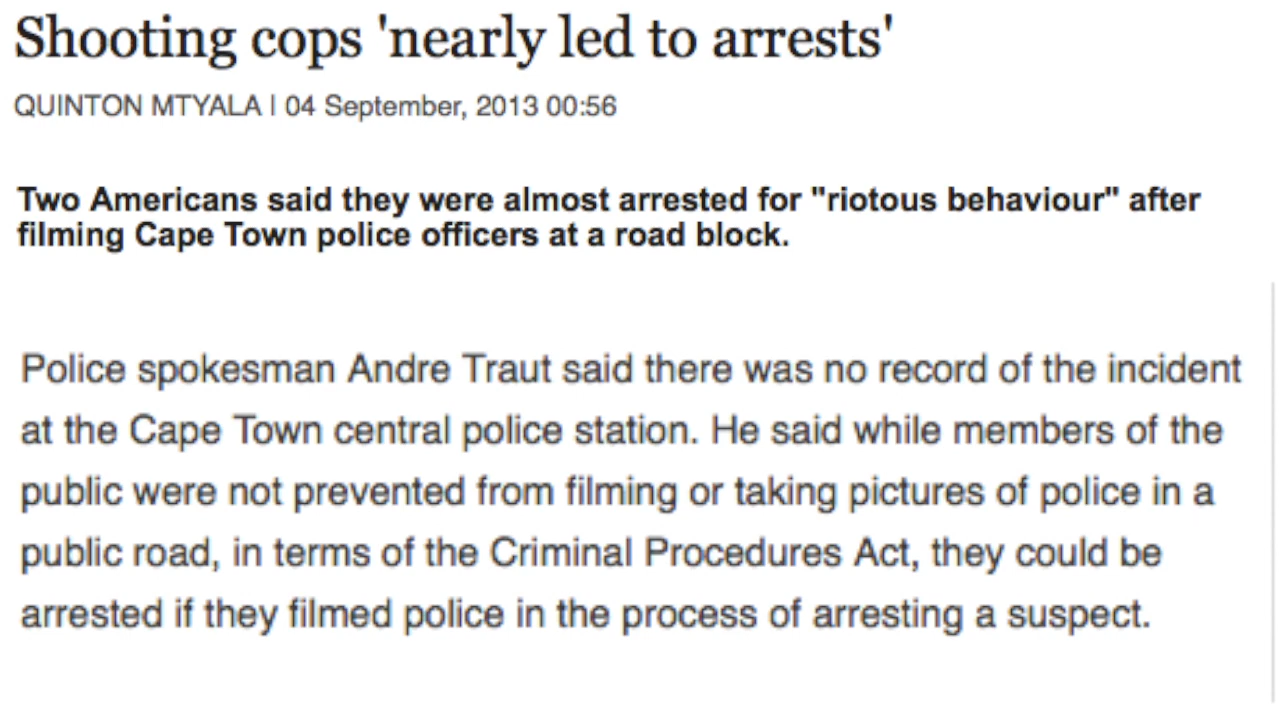 Shooting cops 'nearly led to arrests'
QUINTON MTYALA | 04 September, 2013 00:56
Two Americans said they were almost arrested for "riotous behaviour" after
filming Cape Town police officers at a road block.
Police spokesman Andre Traut said there was no record of the incident
at the Cape Town central police station. He said while members of the
public were not prevented from filming or taking pictures of police in a
public road, in terms of the Criminal Procedures Act, they could be
arrested if they filmed police in the process of arresting a suspect.